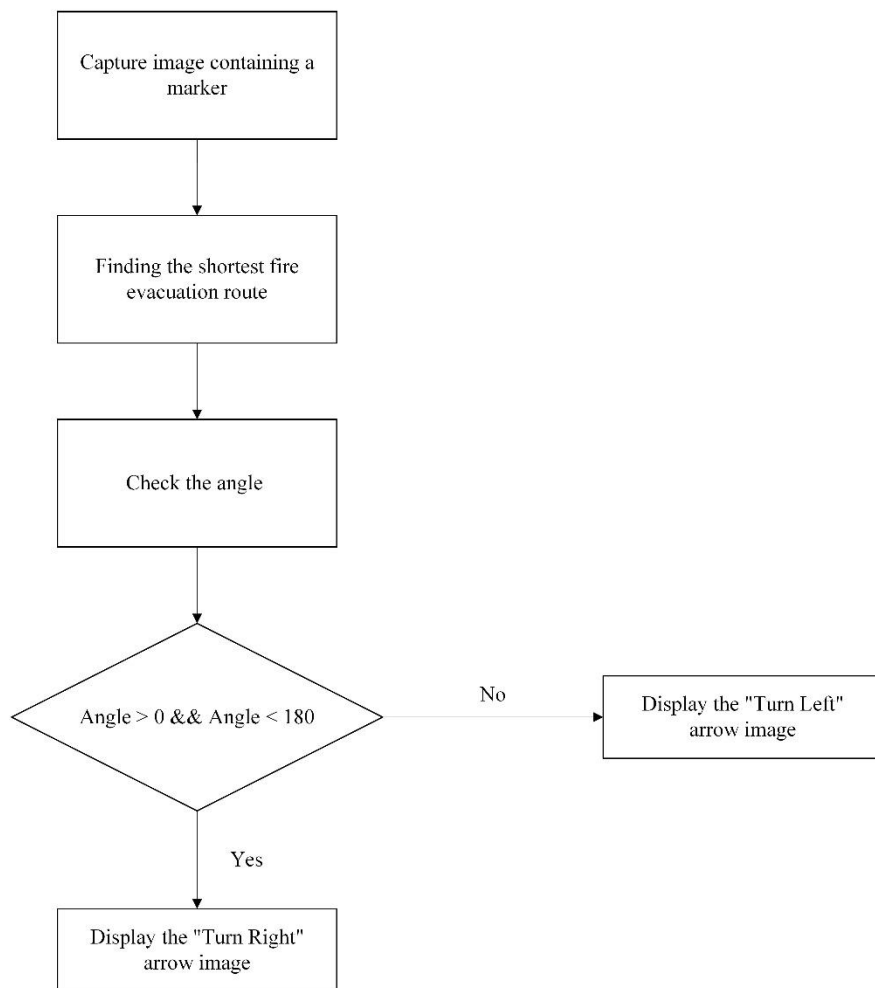 Capture image containing a
marker
Finding the shortest fire
evacuation route
Check the angle
Angle > 0 && Angle < 180
No
Display the "Turn Left"
arrow image
Yes
Display the "Turn Right"
arrow image